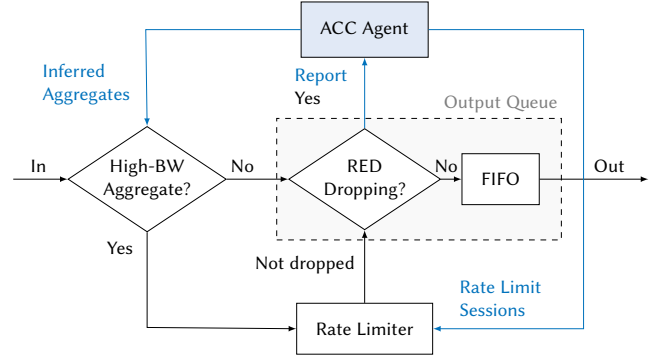 ACC Agent
Inferred
Aggregates
Report
Yes
Output Queue
In
High-BW
Aggregate?
No
RED
Dropping?
No
FIFO
Out
Yes
Not dropped
Rate Limit
Sessions
Rate Limiter